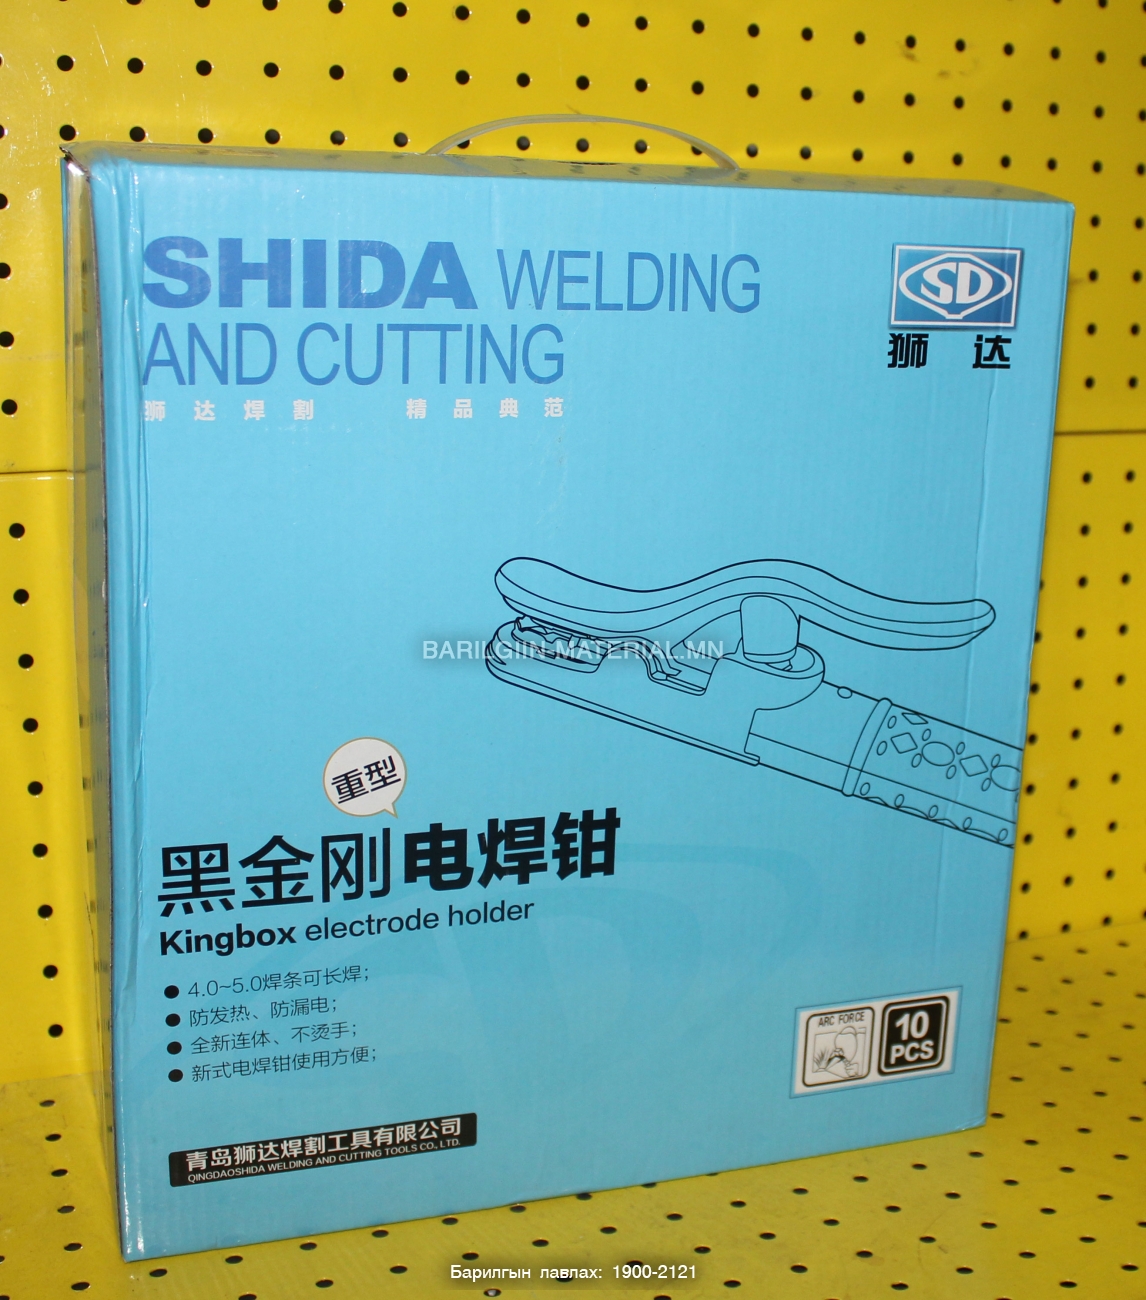 SHIDA WELDING
AND CUTTING
狮达焊割 精品典范
SD
狮达
BARILGIIN-MATERIAL.MN
重型
黑金刚电焊钳
Kingbox electrode holder
● 4.0~5.0焊条可长焊；
● 防发热、防漏电；
● 全新连体、不烫手；
● 新式电焊钳使用方便；
ARC FORCE
10
PCS
青岛狮达焊割工具有限公司
QINGDAOSHIDA WELDING AND CUTTING TOOLS CO., LTD.
Барилгын лавлах: 1900-2121